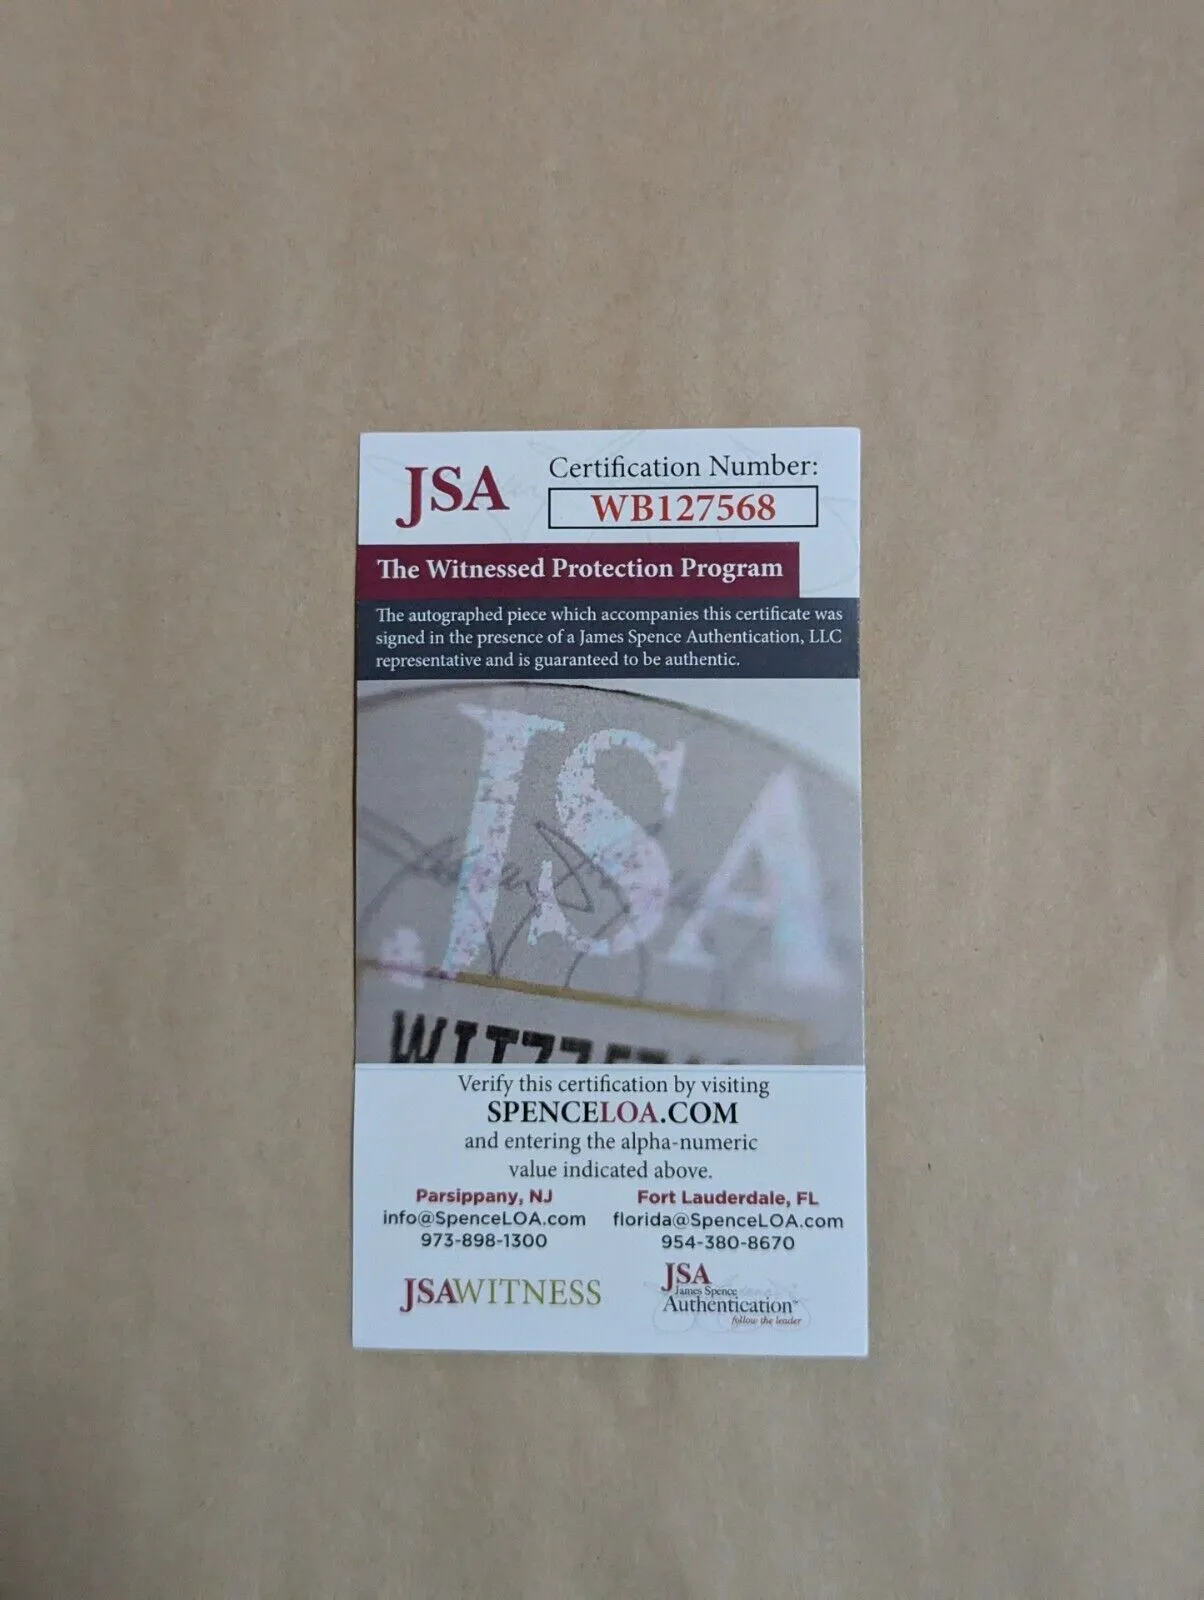 JSA
Certification Number:
WB127568
The Witnessed Protection Program
The autographed piece which accompanies this certificate was
signed in the presence of a James Spence Authentication, LLC
representative and is guaranteed to be authentic.
JSA
Verify this certification by visiting
SPENCELOA.COM
and entering the alpha-numeric
value indicated above.
Parsippany, NJ
info@SpenceLOA.com
973-898-1300
Fort Lauderdale, FL
florida@SpenceLOA.com
954-380-8670
JSAWITNESS
JSA
James Spence
Authentication™
follow the leader